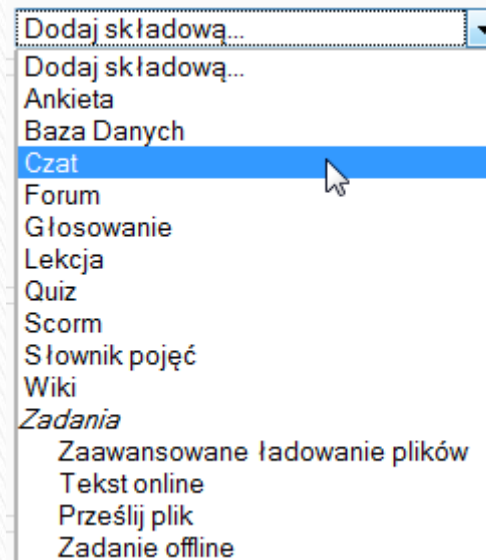 Dodaj składową...
Dodaj składową...
Ankieta
Baza Danych
Czat
Forum
Głosowanie
Lekcja
Quiz
Scorm
Słownik pojęć
Wiki
Zadania
Zaawansowane ładowanie plików
Tekst online
Prześlij plik
Zadanie offline